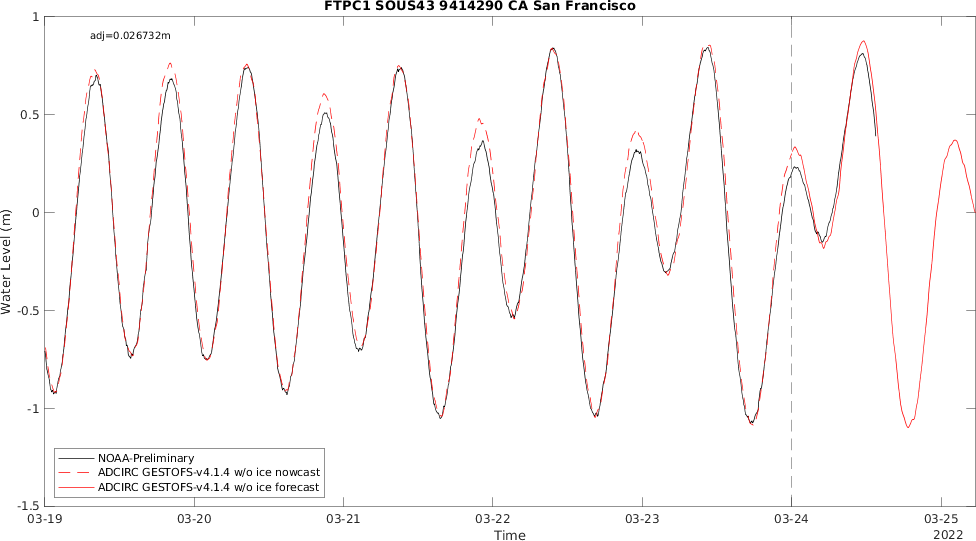 FTPC1 SOUS43 9414290 CA San Francisco
adj=0.026732m
1
0.5
0
-0.5
-1
-1.5
Water Level (m)
NOAA-Preliminary
ADCIRC GESTOFS-v4.1.4 w/o ice nowcast
ADCIRC GESTOFS-v4.1.4 w/o ice forecast
03-19 03-20 03-21 03-22 03-23 03-24 03-25
2022
Time